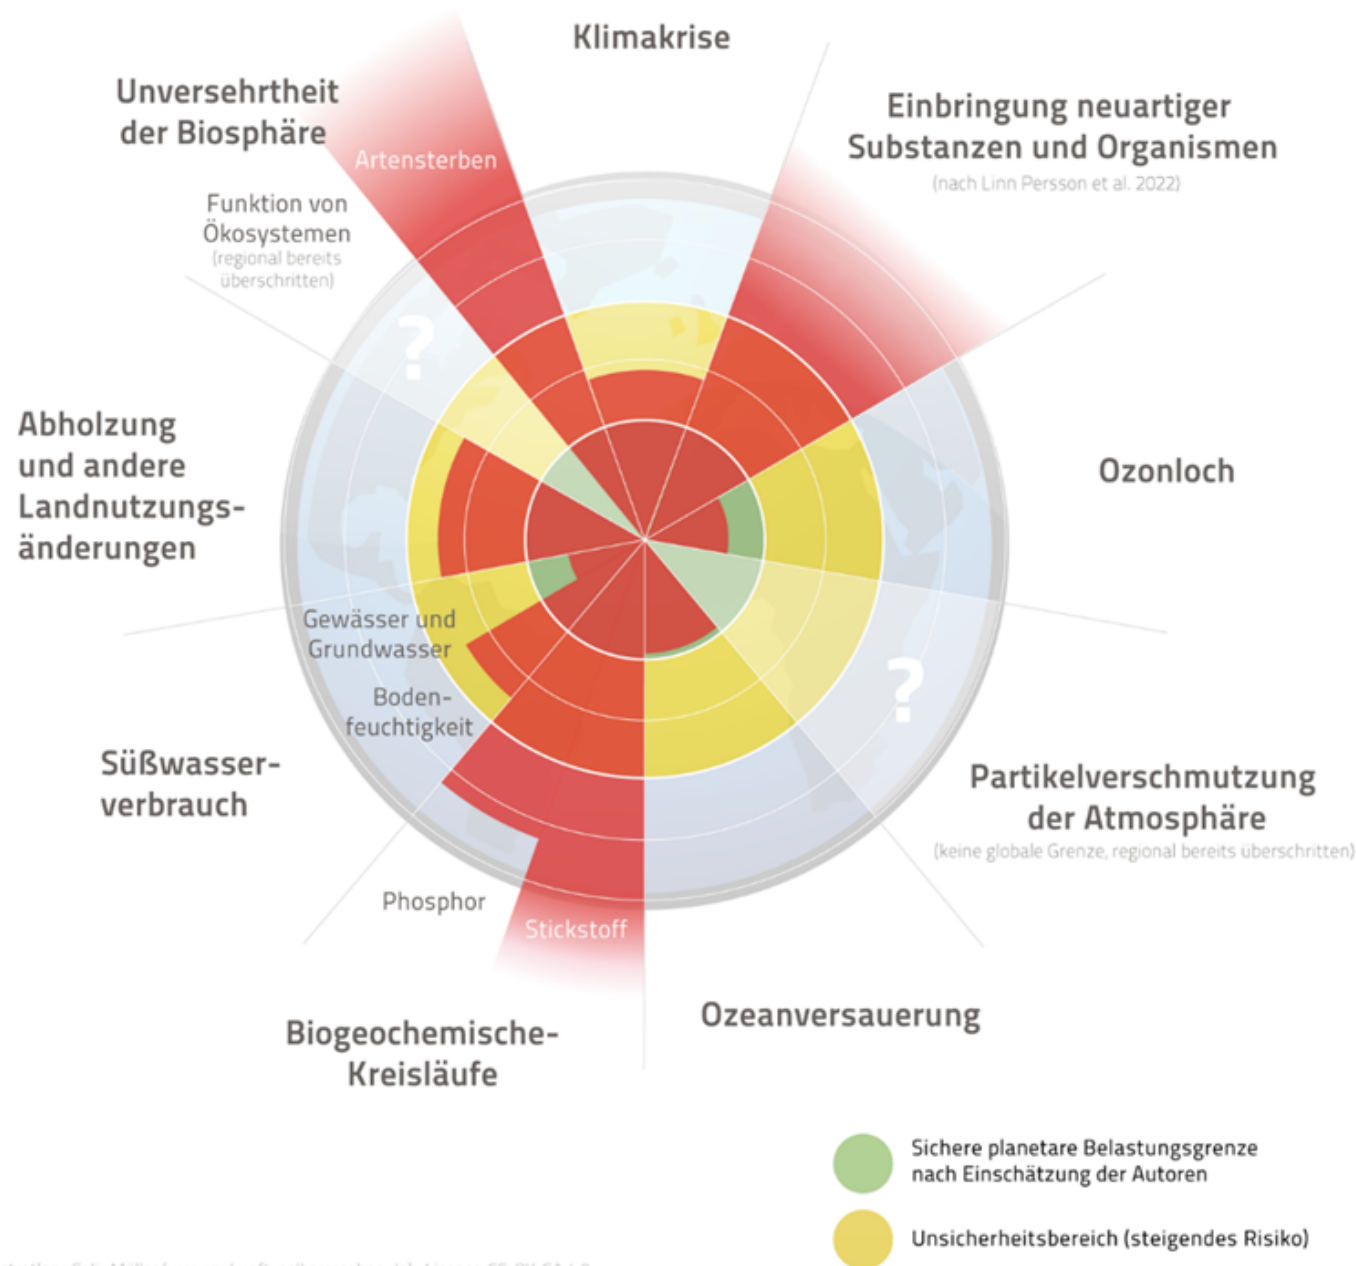 Klimakrise
Unversehrtheit
der Biosphäre
Einbringung neuartiger
Substanzen und Organismen
(nach Linn Persson et al. 2022)
Artensterben
Funktion von
Ökosystemen
(regional bereits
überschritten)
?
Abholzung
und andere
Landnutzungs-
änderungen
Ozonloch
Gewässer und
Grundwasser
Boden-
feuchtigkeit
?
Süßwasser-
verbrauch
Partikelverschmutzung
der Atmosphäre
(keine globale Grenze, regional bereits überschritten)
Phosphor
Stickstoff
Ozeanversauerung
Biogeochemische-
Kreisläufe
Sichere planetare Belastungsgrenze
nach Einschätzung der Autoren
Unsicherheitsbereich (steigendes Risiko)